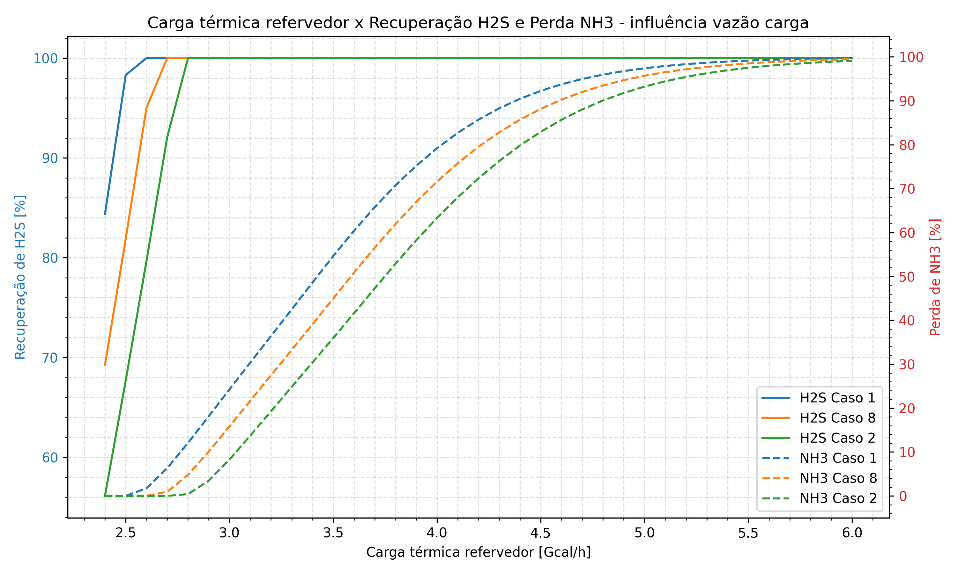 Carga térmica refervedor x Recuperação H2S e Perda NH3 - influência vazão carga
Recuperação de H2S [%]
100
90
80
70
60
Perda de NH3 [%]
100
90
80
70
60
50
40
30
20
10
0
H2S Caso 1
H2S Caso 8
H2S Caso 2
NH3 Caso 1
NH3 Caso 8
NH3 Caso 2
2.5 3.0 3.5 4.0 4.5 5.0 5.5 6.0
Carga térmica refervedor [Gcal/h]